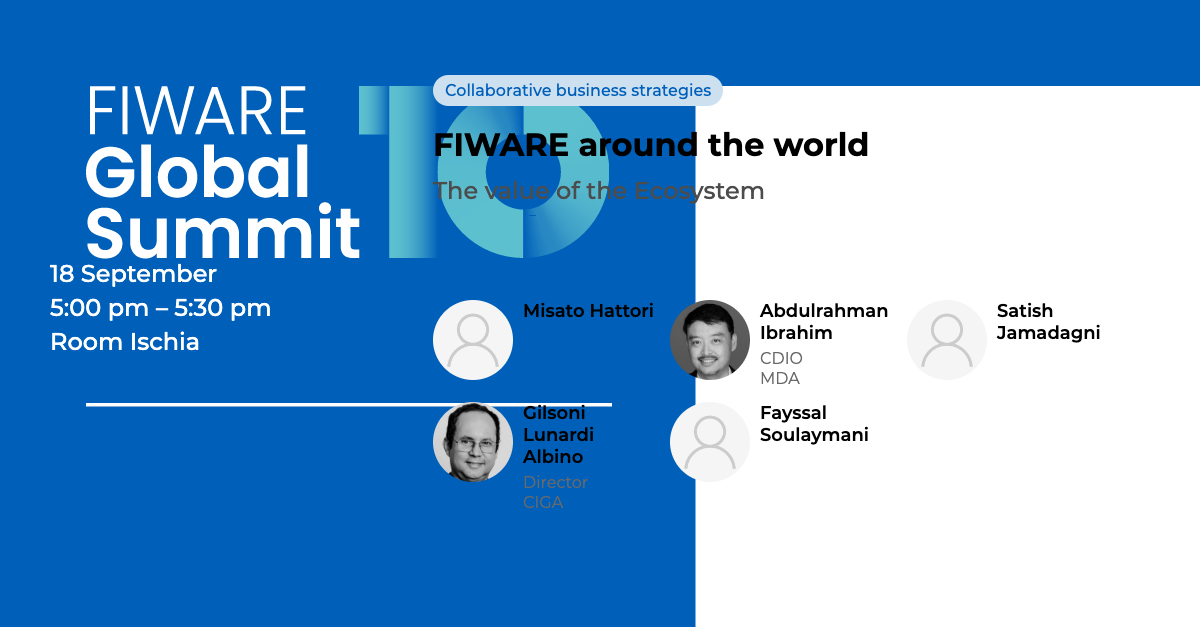 FIWARE
Global
Summit
10
18 September
5:00 pm – 5:30 pm
Room Ischia
Collaborative business strategies
FIWARE around the world
The value of the Ecosystem
Misato Hattori
Abdulrahman
Ibrahim
CDIO
MDA
Satish
Jamadagni
Gilsoni
Lunardi
Albino
Director
CIGA
Fayssal
Soulaymani